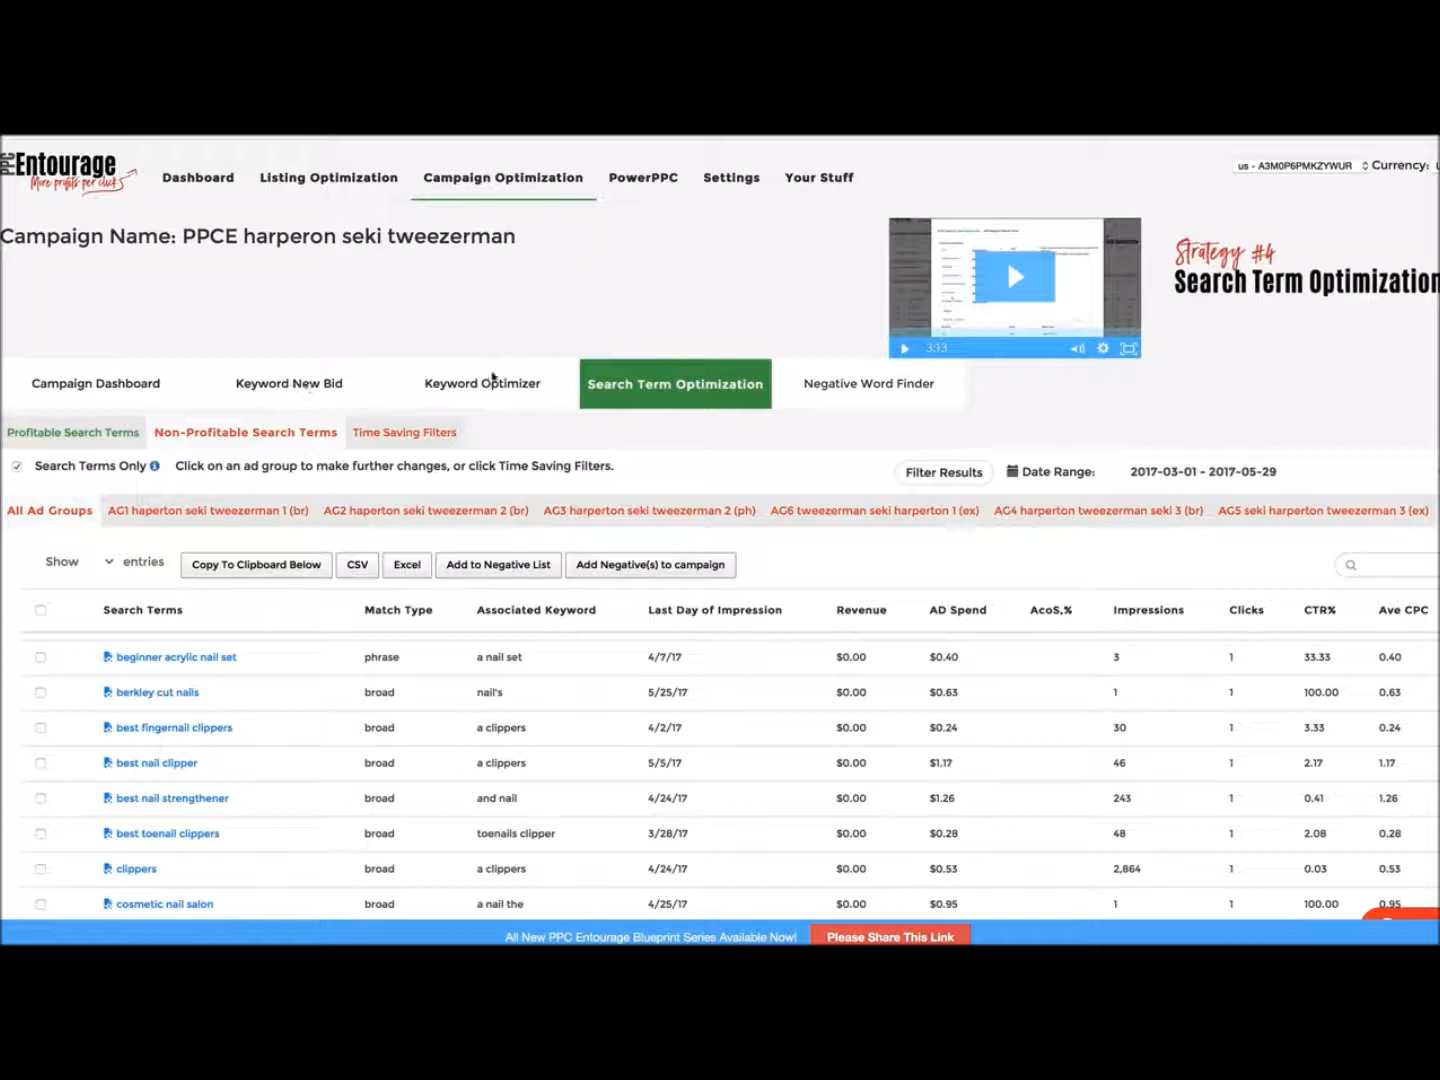 PPC Entourage
More profits per click
Dashboard Listing Optimization Campaign Optimization PowerPPC Settings Your Stuff
us - A3M0P6PMKZYWUR Currency:
Campaign Name: PPCE harperon seki tweezerman
Strategy #4
Search Term Optimization
3:13
Campaign Dashboard Keyword New Bid Keyword Optimizer Search Term Optimization Negative Word Finder
Profitable Search Terms Non-Profitable Search Terms Time Saving Filters
Search Terms Only Click on an ad group to make further changes, or click Time Saving Filters.
Filter Results Date Range: 2017-03-01 - 2017-05-29
All Ad Groups AG1 haperton seki tweezerman 1 (br) AG2 haperton seki tweezerman 2 (br) AG3 harperton seki tweezerman 2 (ph) AG6 tweezerman seki harperton 1 (ex) AG4 harperton tweezerman seki 3 (br) AG5 seki harperton tweezerman 3 (ex)
Show entries Copy To Clipboard Below CSV Excel Add to Negative List Add Negative(s) to campaign
Search Terms Match Type Associated Keyword Last Day of Impression Revenue AD Spend AcoS,% Impressions Clicks CTR% Ave CPC
beginner acrylic nail set phrase a nail set 4/7/17 $0.00 $0.40 3 1 33.33 0.40
berkley cut nails broad nail's 5/25/17 $0.00 $0.63 1 1 100.00 0.63
best fingernail clippers broad a clippers 4/2/17 $0.00 $0.24 30 1 3.33 0.24
best nail clipper broad a clippers 5/5/17 $0.00 $1.17 46 1 2.17 1.17
best nail strengthener broad and nail 4/24/17 $0.00 $1.26 243 1 0.41 1.26
best toenail clippers broad toenails clipper 3/28/17 $0.00 $0.28 48 1 2.08 0.28
clippers broad a clippers 4/24/17 $0.00 $0.53 2,864 1 0.03 0.53
cosmetic nail salon broad a nail the 4/25/17 $0.00 $0.95 1 1 100.00 0.95
All New PPC Entourage Blueprint Series Available Now! Please Share This Link